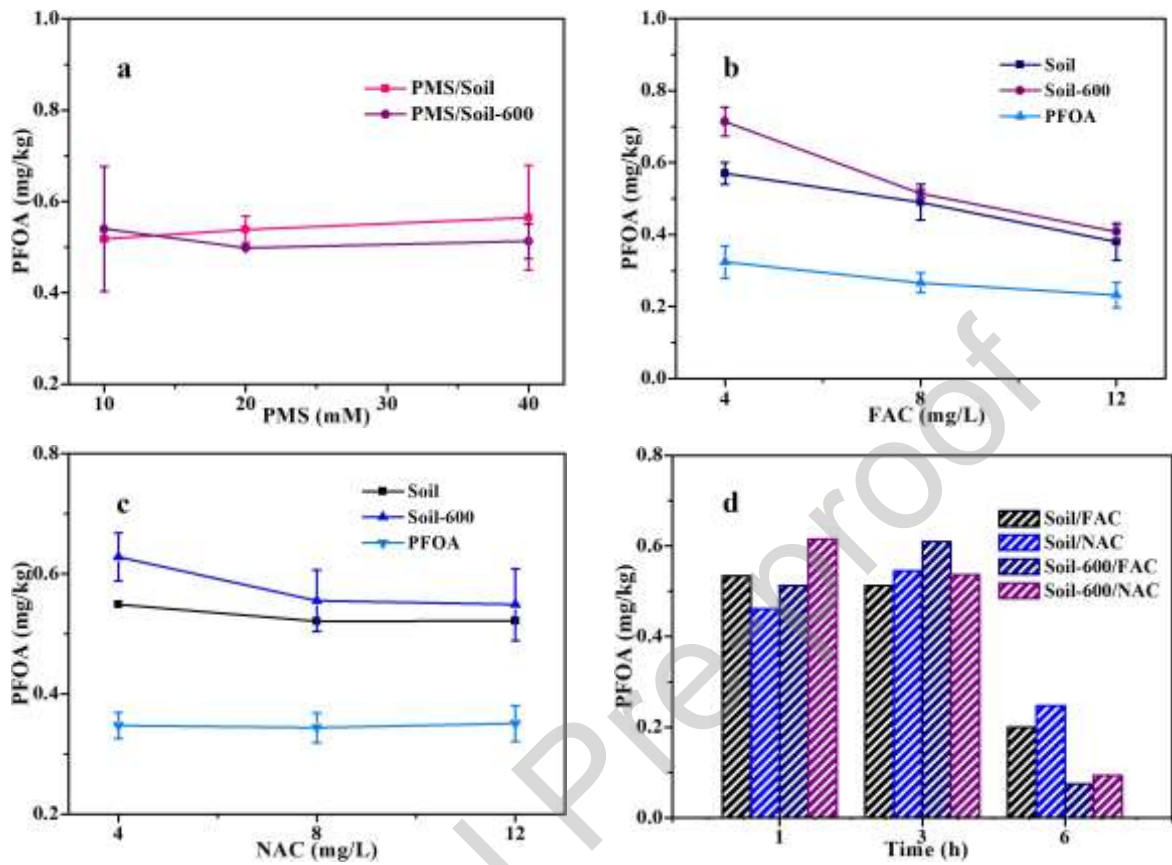 1.0
0.8
0.6
0.4
0.2
PFOA (mg/kg)
a
PMS/Soil
PMS/Soil-600
10
20
30
40
PMS (mM)
1.0
0.8
0.6
0.4
0.2
0.0
PFOA (mg/kg)
b
Soil
Soil-600
PFOA
4
8
12
FAC (mg/L)
0.8
0.6
0.4
0.2
PFOA (mg/kg)
c
Soil
Soil-600
PFOA
4
8
12
NAC (mg/L)
0.8
0.6
0.4
0.2
0.0
PFOA (mg/kg)
d
Soil/FAC
Soil/NAC
Soil-600/FAC
Soil-600/NAC
1
3
6
Time (h)
l Pre-proof